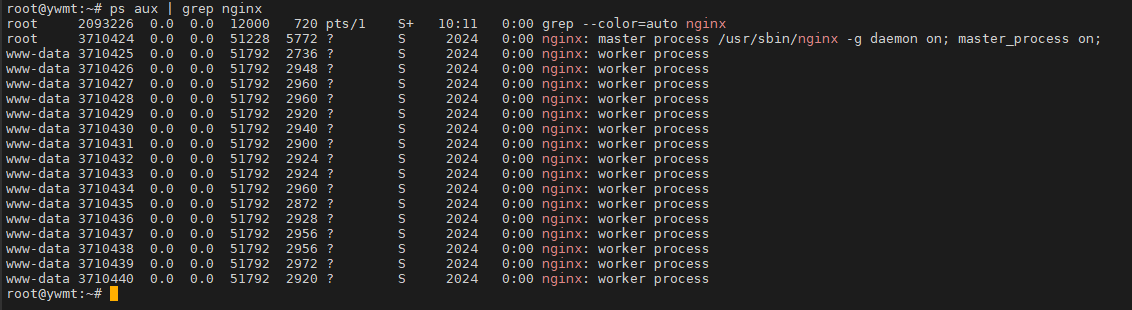 root@ywmt:~# ps aux | grep nginx
root     2093226  0.0  0.0  12000   720 pts/1    S+   10:11   0:00 grep --color=auto nginx
root     3710424  0.0  0.0  51228  5772 ?        S     2024   0:00 nginx: master process /usr/sbin/nginx -g daemon on; master_process on;
www-data 3710425  0.0  0.0  51792  2736 ?        S     2024   0:00 nginx: worker process
www-data 3710426  0.0  0.0  51792  2948 ?        S     2024   0:00 nginx: worker process
www-data 3710427  0.0  0.0  51792  2960 ?        S     2024   0:00 nginx: worker process
www-data 3710428  0.0  0.0  51792  2960 ?        S     2024   0:00 nginx: worker process
www-data 3710429  0.0  0.0  51792  2920 ?        S     2024   0:00 nginx: worker process
www-data 3710430  0.0  0.0  51792  2940 ?        S     2024   0:00 nginx: worker process
www-data 3710431  0.0  0.0  51792  2900 ?        S     2024   0:00 nginx: worker process
www-data 3710432  0.0  0.0  51792  2924 ?        S     2024   0:00 nginx: worker process
www-data 3710433  0.0  0.0  51792  2924 ?        S     2024   0:00 nginx: worker process
www-data 3710434  0.0  0.0  51792  2960 ?        S     2024   0:00 nginx: worker process
www-data 3710435  0.0  0.0  51792  2872 ?        S     2024   0:00 nginx: worker process
www-data 3710436  0.0  0.0  51792  2928 ?        S     2024   0:00 nginx: worker process
www-data 3710437  0.0  0.0  51792  2956 ?        S     2024   0:00 nginx: worker process
www-data 3710438  0.0  0.0  51792  2956 ?        S     2024   0:00 nginx: worker process
www-data 3710439  0.0  0.0  51792  2972 ?        S     2024   0:00 nginx: worker process
www-data 3710440  0.0  0.0  51792  2920 ?        S     2024   0:00 nginx: worker process
root@ywmt:~#